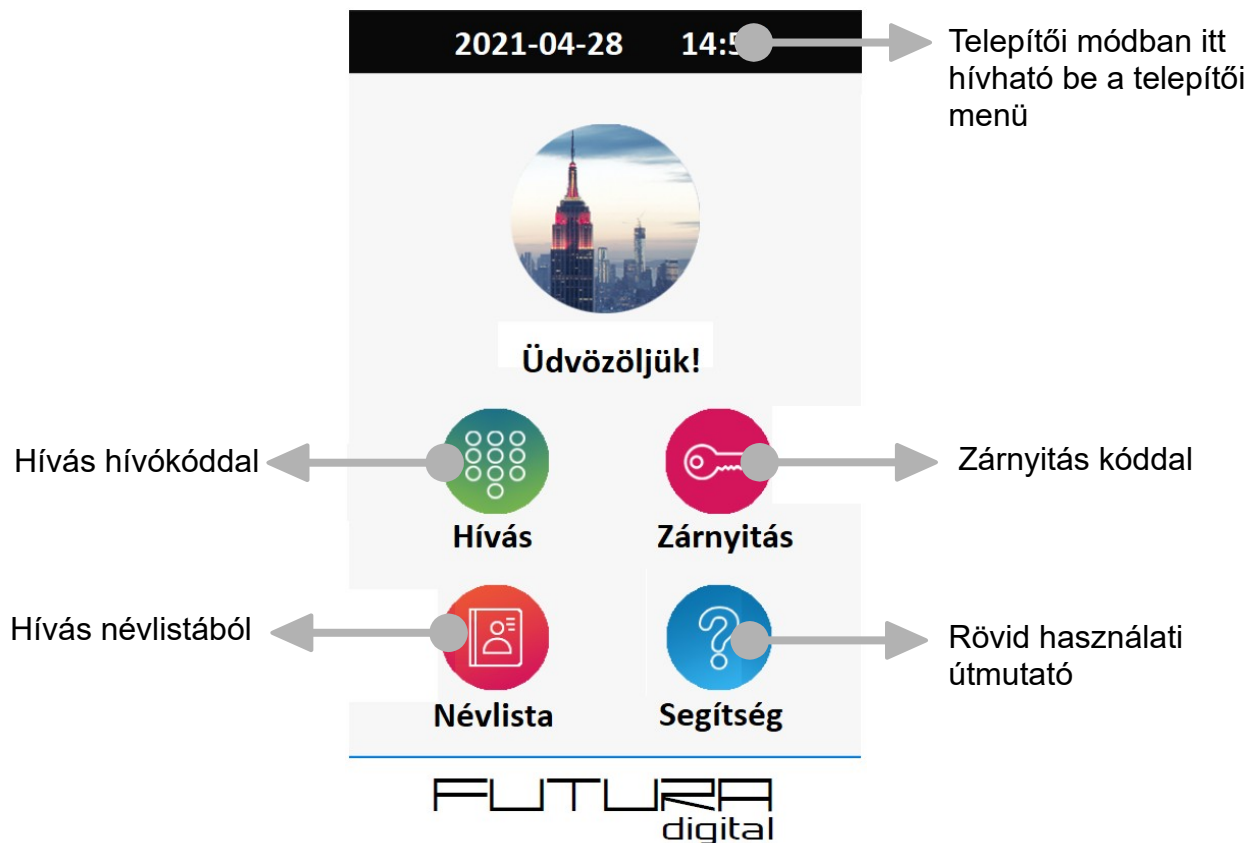 2021-04-28 14:5
Telepítői módban itt
hívható be a telepítői
menü
Üdvözöljük!
Hívás hívókóddal
Zárnyitás kóddal
Hívás
Zárnyitás
Hívás névlistából
Rövid használati
útmutató
Névlista
Segítség
FUTURA
digital